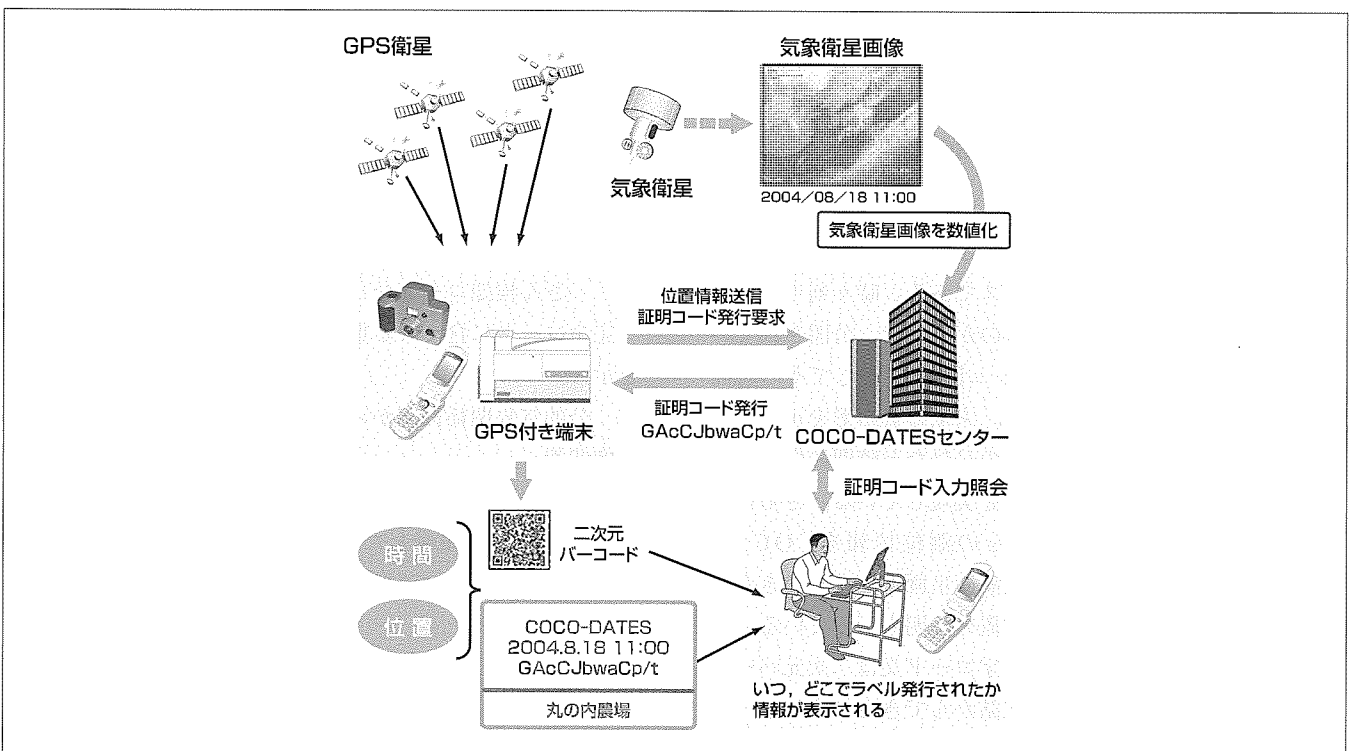 GPS衛星
気象衛星画像
気象衛星
2004/08/18 11:00
気象衛星画像を数値化
位置情報送信
証明コード発行要求
証明コード発行
GAcCJbwaCp/t
GPS付き端末
COCO-DATESセンター
証明コード入力照会
時間
位置
二次元
バーコード
COCO-DATES
2004.8.18 11:00
GAcCJbwaCp/t
丸の内農場
いつ，どこでラベル発行されたか
情報が表示される